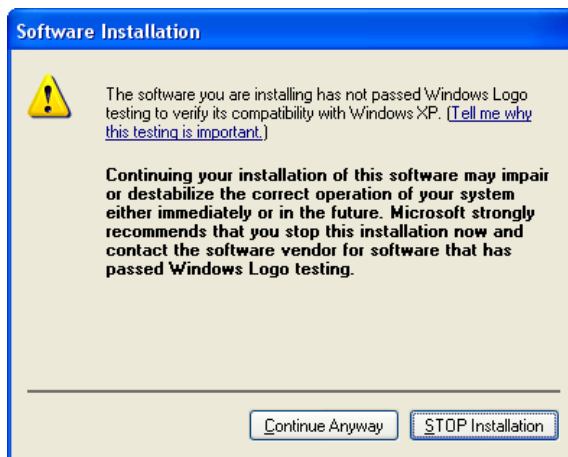 Software Installation
The software you are installing has not passed Windows Logo
testing to verify its compatibility with Windows XP. (Tell me why
this testing is important.)
Continuing your installation of this software may impair
or destabilize the correct operation of your system
either immediately or in the future. Microsoft strongly
recommends that you stop this installation now and
contact the software vendor for software that has
passed Windows Logo testing.
Continue Anyway
STOP Installation